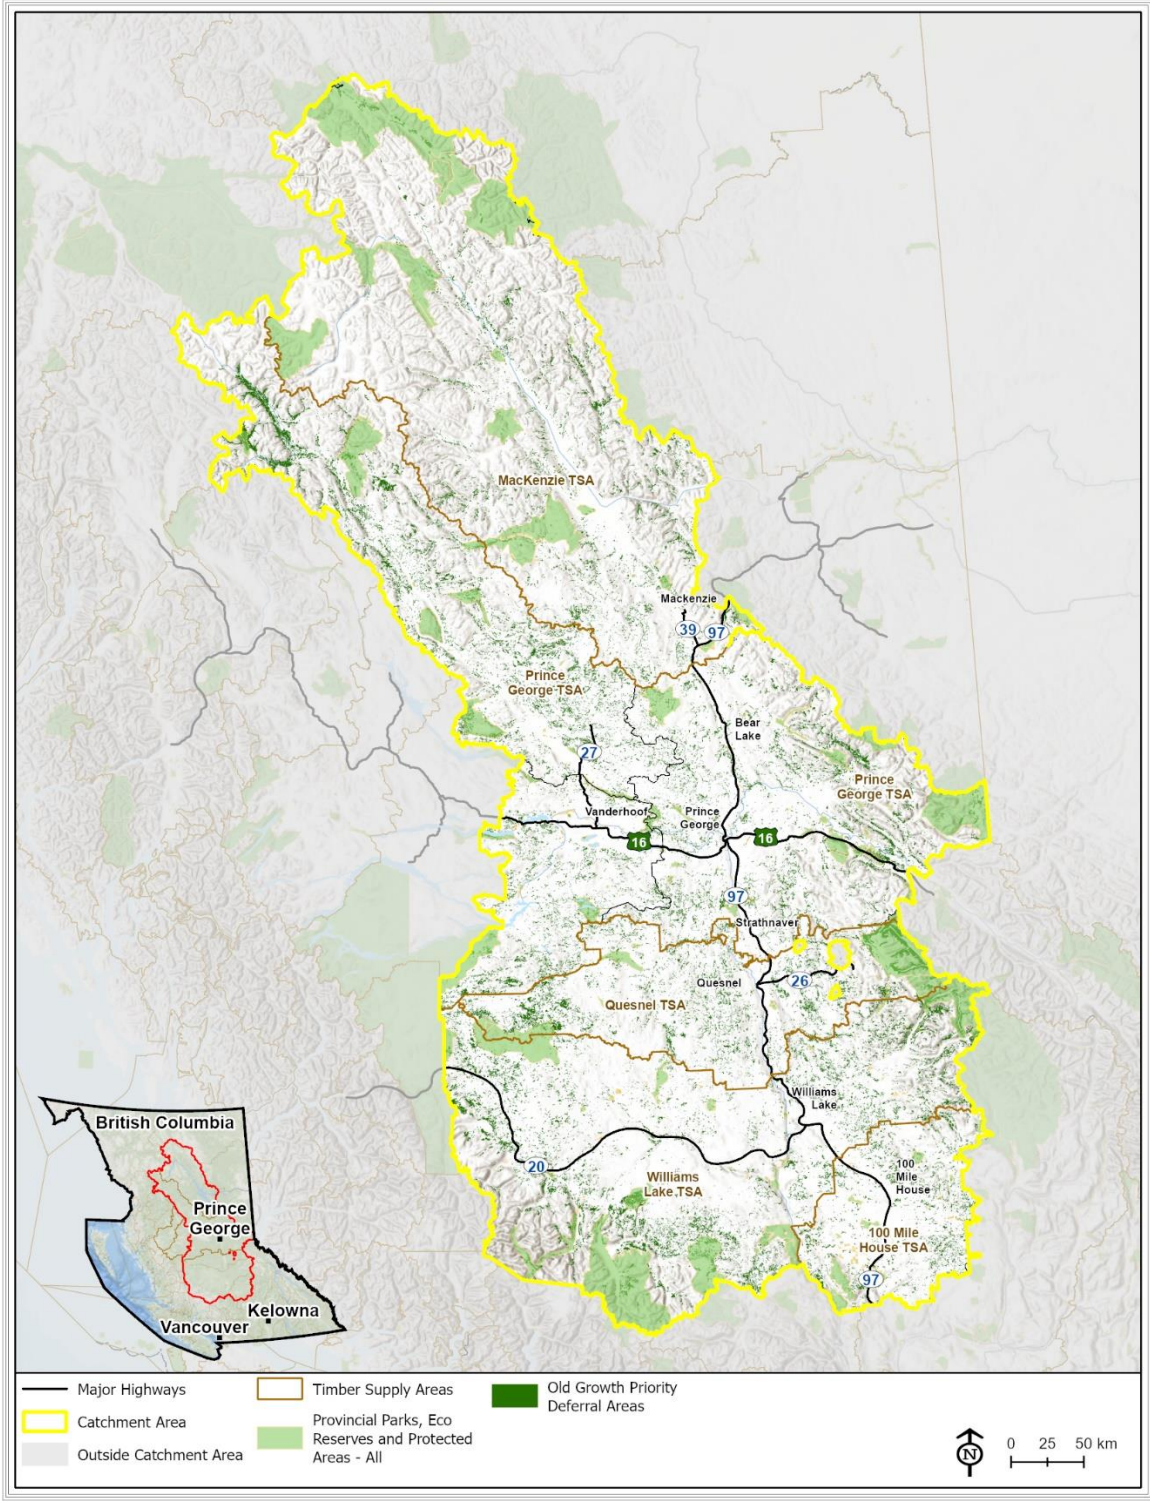 MacKenzie TSA
Mackenzie
39
97
Prince
George TSA
Bear
Lake
27
Prince
George TSA
Vanderhoof
Prince
George
16
16
97
Strathnaver
Quesnel
26
Quesnel TSA
Williams
Lake
20
Williams
Lake TSA
100
Mile
House
100 Mile
House TSA
97
British Columbia
Prince
George
Kelowna
Vancouver
Major Highways
Catchment Area
Outside Catchment Area
Timber Supply Areas
Provincial Parks, Eco
Reserves and Protected
Areas - All
Old Growth Priority
Deferral Areas
N
0 25 50 km